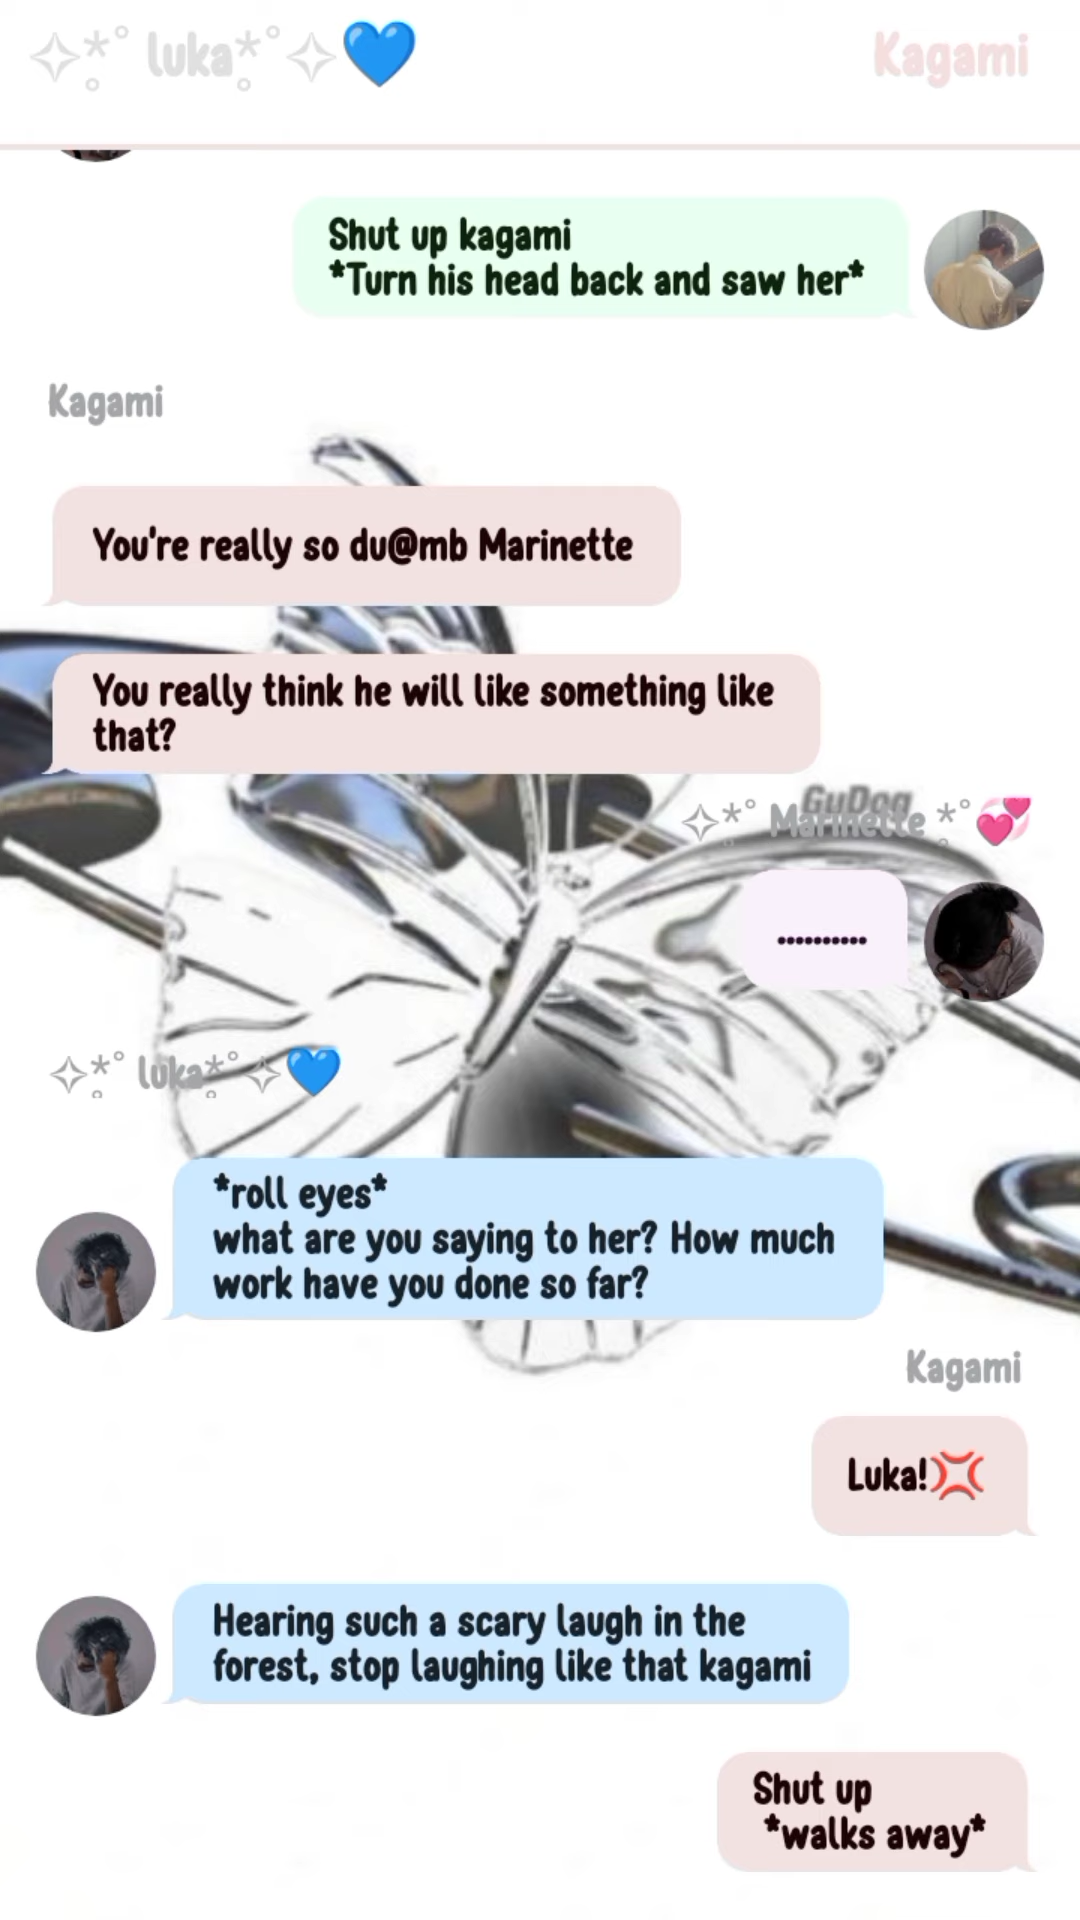 ✧*̥˚ luka*̥˚✧💙
Kagami
Shut up kagami
*Turn his head back and saw her*
Kagami
You're really so du@mb Marinette
You really think he will like something like
that?
GuDog
✧*̥˚ Marinette *̥˚💞
..........
✧*̥˚ luka*̥˚✧💙
*roll eyes*
what are you saying to her? How much
work have you done so far?
Kagami
Luka!💢
Hearing such a scary laugh in the
forest, stop laughing like that kagami
Shut up
*walks away*